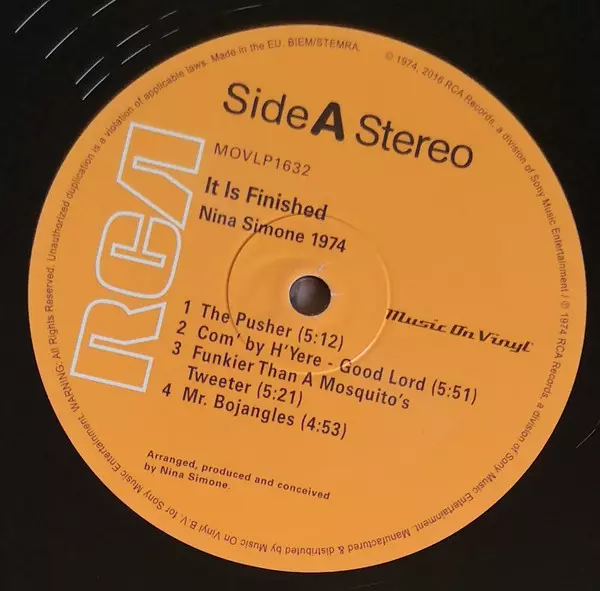 Side A Stereo
MOVLP1632
It Is Finished
Nina Simone 1974
RCA
1 The Pusher (5:12)
2 Com' by H'Yere - Good Lord (5:51)
3 Funkier Than A Mosquito's
Tweeter (5:21)
4 Mr. Bojangles (4:53)
Music On Vinyl
Arranged, produced and conceived
by Nina Simone.
WARNING: All Rights Reserved. Unauthorized duplication is a violation of applicable laws. Made in the EU. BIEM/STEMRA.
© 1974, 2016 RCA Records, a division of Sony Music Entertainment / ℗ 1974 RCA Records, a division of Sony Music Entertainment. Manufactured & distributed by Music On Vinyl B.V. for Sony Music Entertainment.